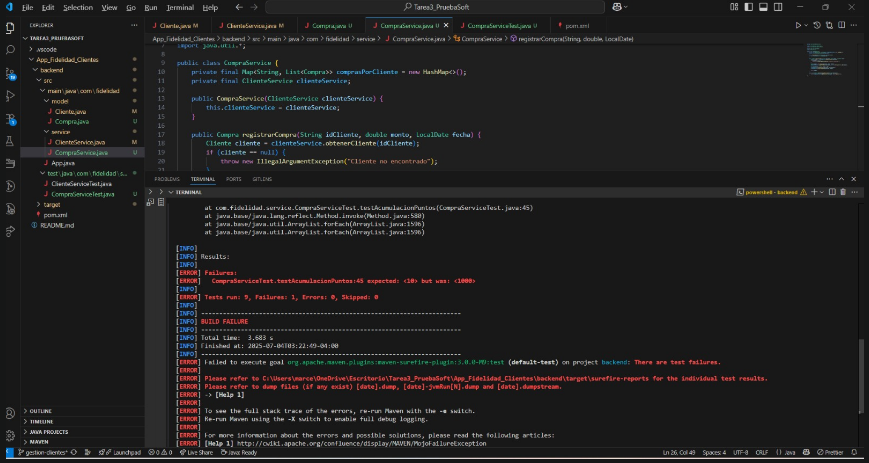 File Edit Selection View Go Run Terminal Help
Tarea3_PruebaSoft
EXPLORER
TAREA3_PRUEBASOFT
.vscode
App_Fidelidad_Clientes
backend
src
main\java\com\fidelidad
model
Cliente.java M
Compra.java U
service
ClienteService.java M
CompraService.java U
App.java
test\java\com\fidelidad\s...
ClienteServiceTest.java
CompraServiceTest.java U
target
pom.xml
README.md
OUTLINE
TIMELINE
JAVA PROJECTS
MAVEN
Cliente.java M ClienteService.java M Compra.java U CompraService.java U CompraServiceTest.java U pom.xml
App_Fidelidad_Clientes > backend > src > main > java > com > fidelidad > service > CompraService.java > CompraService > registrarCompra(String, double, LocalDate)
7 import java.util.*;
8
9 public class CompraService {
10 private final Map<String, List<Compra>> comprasPorCliente = new HashMap<>();
11 private final ClienteService clienteService;
12
13 public CompraService(ClienteService clienteService) {
14 this.clienteService = clienteService;
15 }
16
17 public Compra registrarCompra(String idCliente, double monto, LocalDate fecha) {
18 Cliente cliente = clienteService.obtenerCliente(idCliente);
19 if (cliente == null) {
20 throw new IllegalArgumentException("Cliente no encontrado");
PROBLEMS TERMINAL PORTS GITLENS
TERMINAL
powershell - backend
at com.fidelidad.service.CompraServiceTest.testAcumulacionPuntos(CompraServiceTest.java:45)
at java.base/java.lang.reflect.Method.invoke(Method.java:580)
at java.base/java.util.ArrayList.forEach(ArrayList.java:1596)
at java.base/java.util.ArrayList.forEach(ArrayList.java:1596)
[INFO]
[INFO] Results:
[INFO]
[ERROR] Failures:
[ERROR] CompraServiceTest.testAcumulacionPuntos:45 expected: <10> but was: <1000>
[INFO]
[ERROR] Tests run: 9, Failures: 1, Errors: 0, Skipped: 0
[INFO]
[INFO] ------------------------------------------------------------------------
[INFO] BUILD FAILURE
[INFO] ------------------------------------------------------------------------
[INFO] Total time: 3.683 s
[INFO] Finished at: 2025-07-04T03:22:49-04:00
[INFO] ------------------------------------------------------------------------
[ERROR] Failed to execute goal org.apache.maven.plugins:maven-surefire-plugin:3.0.0-M9:test (default-test) on project backend: There are test failures.
[ERROR]
[ERROR] Please refer to C:\Users\marce\OneDrive\Escritorio\Tarea3_PruebaSoft\App_Fidelidad_Clientes\backend\target\surefire-reports for the individual test results.
[ERROR] Please refer to dump files (if any exist) [date].dump, [date]-jvmRun[N].dump and [date].dumpstream.
[ERROR] -> [Help 1]
[ERROR]
[ERROR] To see the full stack trace of the errors, re-run Maven with the -e switch.
[ERROR] Re-run Maven using the -X switch to enable full debug logging.
[ERROR]
[ERROR] For more information about the errors and possible solutions, please read the following articles:
[ERROR] [Help 1] http://cwiki.apache.org/confluence/display/MAVEN/MojoFailureException
gestion-clientes* Launchpad 0 0 Live Share Java: Ready Ln 26, Col 49 Spaces: 4 UTF-8 CRLF {} Java Prettier